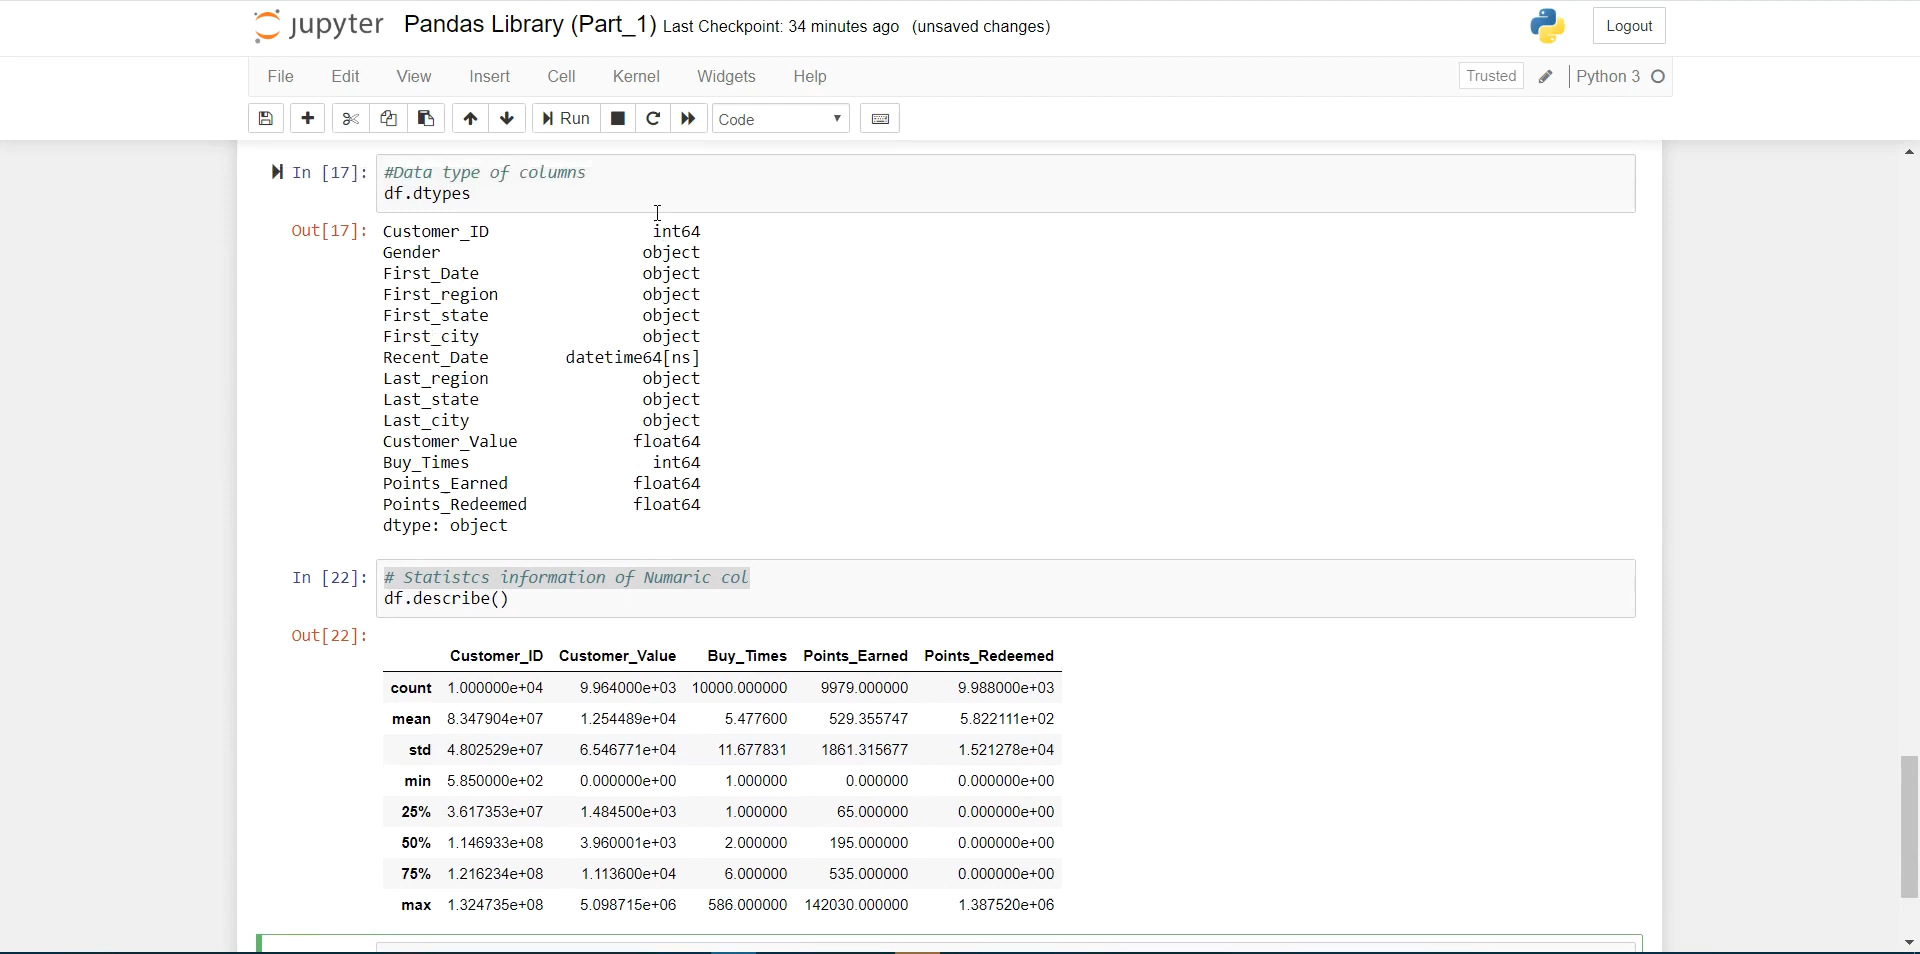 jupyter Pandas Library (Part_1) Last Checkpoint: 34 minutes ago (unsaved changes) Logout
File Edit View Insert Cell Kernel Widgets Help Trusted Python 3
Run Code
In [17]: #Data type of columns
df.dtypes
Out[17]: Customer_ID int64
Gender object
First_Date object
First_region object
First_state object
First_city object
Recent_Date datetime64[ns]
Last_region object
Last_state object
Last_city object
Customer_Value float64
Buy_Times int64
Points_Earned float64
Points_Redeemed float64
dtype: object
In [22]: # Statistcs information of Numaric col
df.describe()
Out[22]:
Customer_ID Customer_Value Buy_Times Points_Earned Points_Redeemed
count 1.000000e+04 9.964000e+03 10000.000000 9979.000000 9.988000e+03
mean 8.347904e+07 1.254489e+04 5.477600 529.355747 5.822111e+02
std 4.802529e+07 6.546771e+04 11.677831 1861.315677 1.521278e+04
min 5.850000e+02 0.000000e+00 1.000000 0.000000 0.000000e+00
25% 3.617353e+07 1.484500e+03 1.000000 65.000000 0.000000e+00
50% 1.146933e+08 3.960001e+03 2.000000 195.000000 0.000000e+00
75% 1.216234e+08 1.113600e+04 6.000000 535.000000 0.000000e+00
max 1.324735e+08 5.098715e+06 586.000000 142030.000000 1.387520e+06